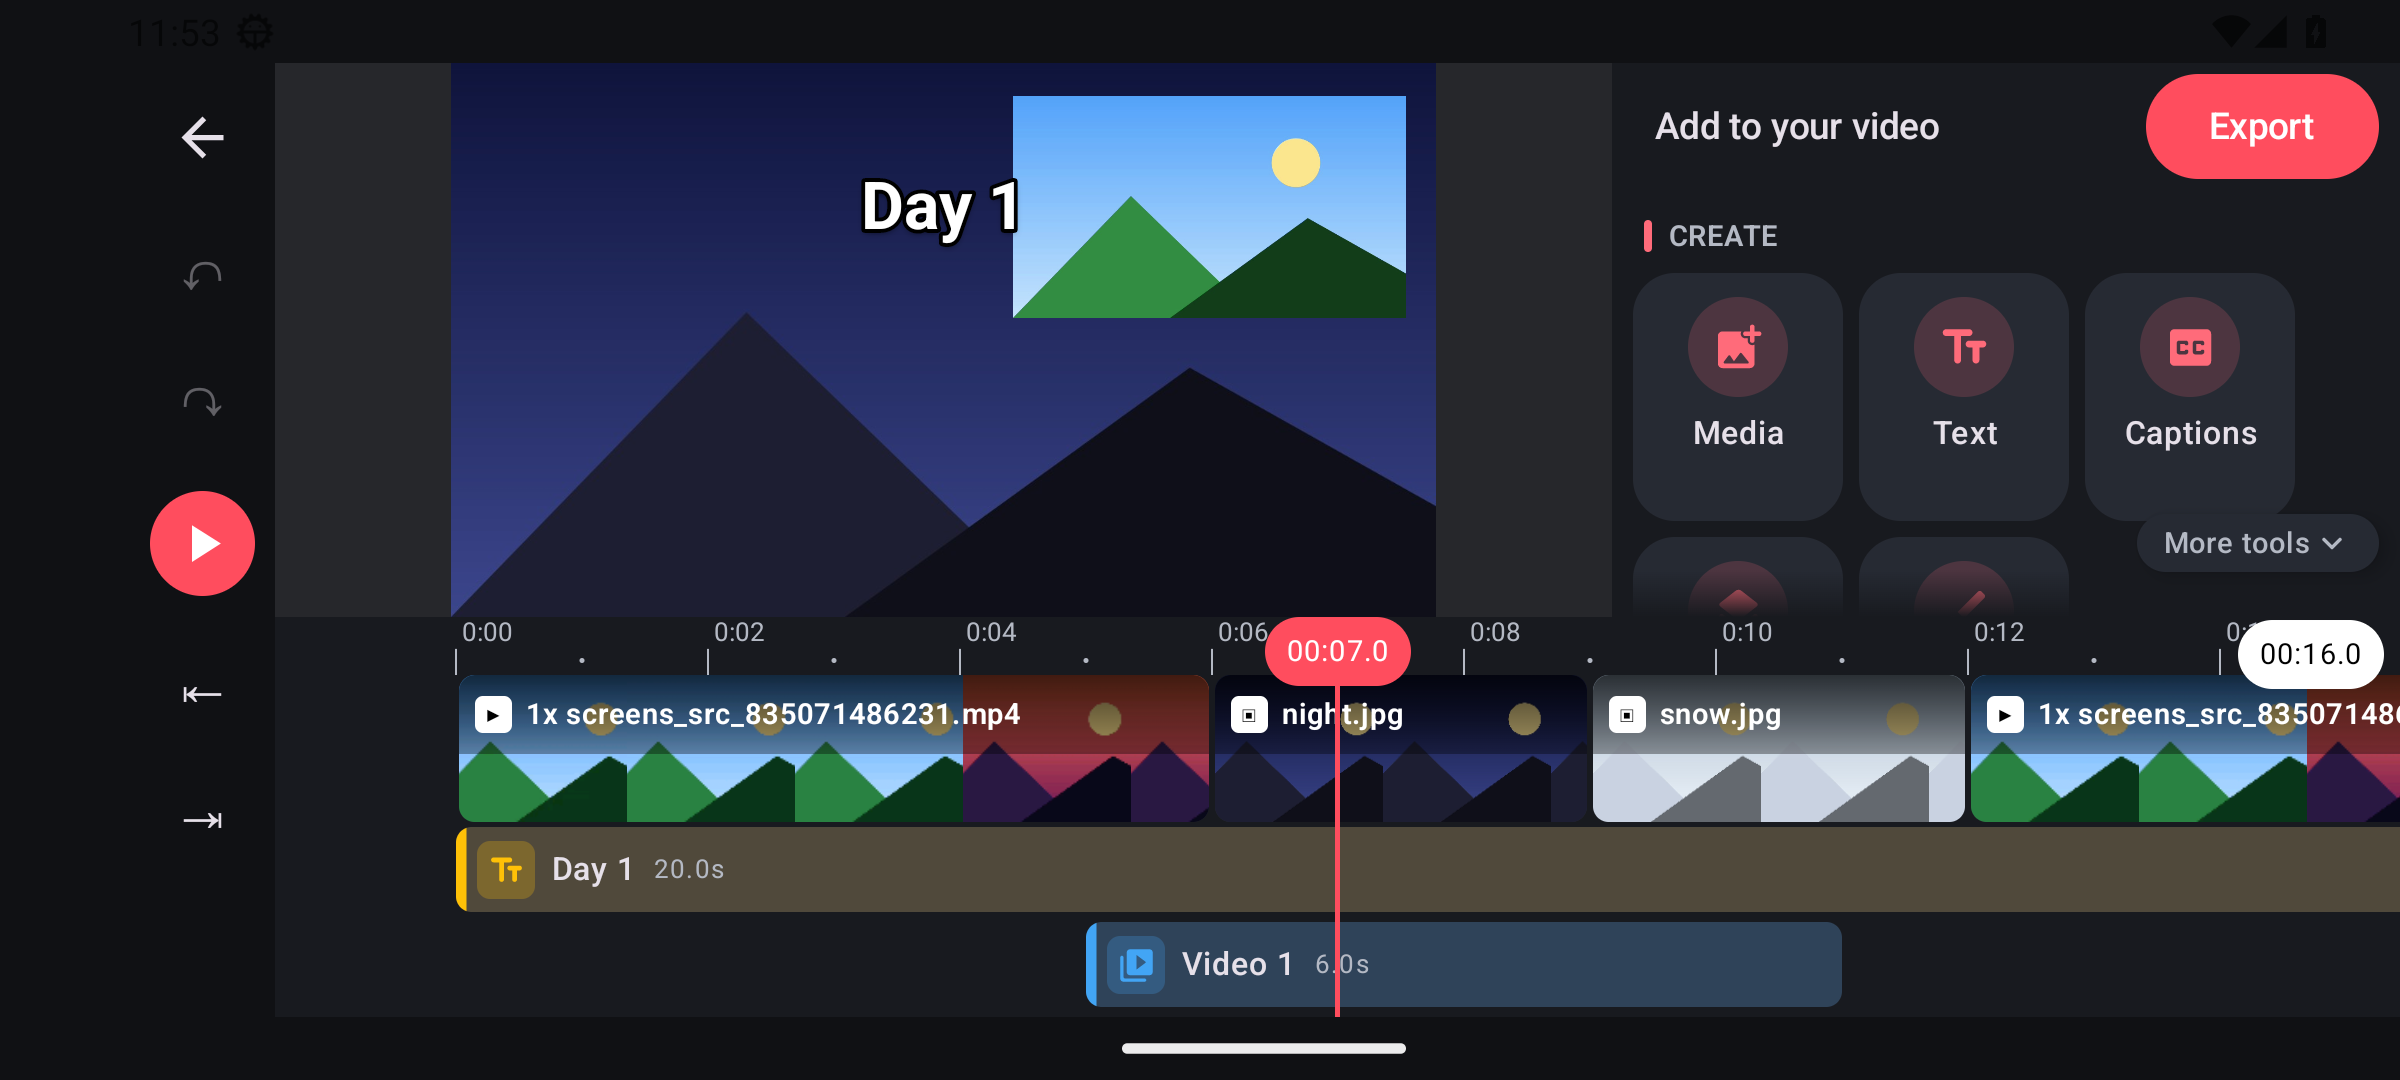 11:53
Add to your video
Export
Day 1
CREATE
Media
Text
Captions
More tools
0:00
0:02
0:04
0:06
0:08
0:10
0:12
00:07.0
00:16.0
1x screens_src_835071486231.mp4
night.jpg
snow.jpg
1x screens_src_835071486
Day 1 20.0s
Video 1 6.0s